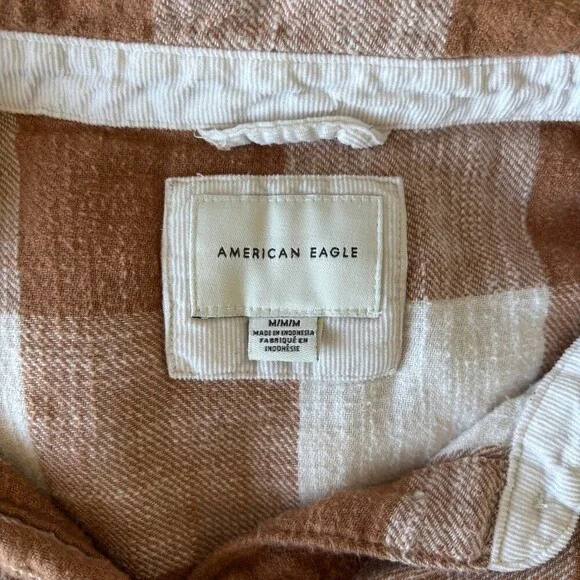 AMERICAN EAGLE
M/M/M
MADE IN INDONESIA
FABRIQUÉ EN
INDONÉSIE